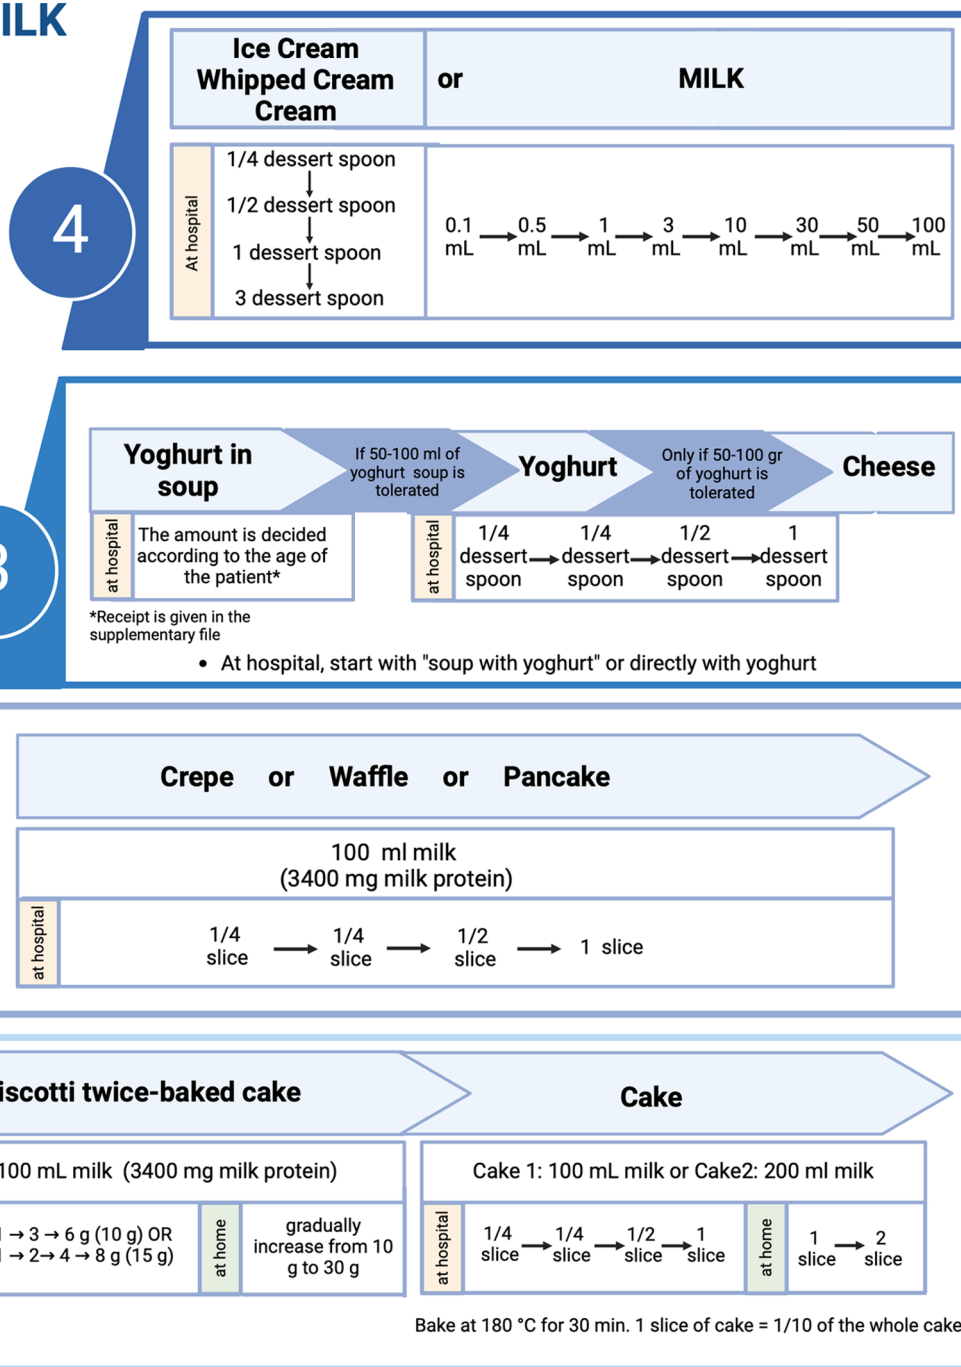 ILK
Ice Cream
Whipped Cream
Cream
or
MILK
4
At hospital
1/4 dessert spoon
1/2 dessert spoon
1 dessert spoon
3 dessert spoon
0.1 mL → 0.5 mL → 1 mL → 3 mL → 10 mL → 30 mL → 50 mL → 100 mL
3
Yoghurt in
soup
If 50-100 ml of
yoghurt soup is
tolerated
Yoghurt
Only if 50-100 gr
of yoghurt is
tolerated
Cheese
at hospital
The amount is decided
according to the age of
the patient*
at hospital
1/4 dessert spoon → 1/4 dessert spoon → 1/2 dessert spoon → 1 dessert spoon
*Receipt is given in the
supplementary file
• At hospital, start with "soup with yoghurt" or directly with yoghurt
Crepe or Waffle or Pancake
100 ml milk
(3400 mg milk protein)
at hospital
1/4 slice → 1/4 slice → 1/2 slice → 1 slice
iscotti twice-baked cake
Cake
100 mL milk (3400 mg milk protein)
→ 3 → 6 g (10 g) OR
→ 2→ 4 → 8 g (15 g)
at home
gradually
increase from 10
g to 30 g
Cake 1: 100 mL milk or Cake2: 200 ml milk
at hospital
1/4 slice → 1/4 slice → 1/2 slice → 1 slice
at home
1 slice → 2 slice
Bake at 180 °C for 30 min. 1 slice of cake = 1/10 of the whole cake